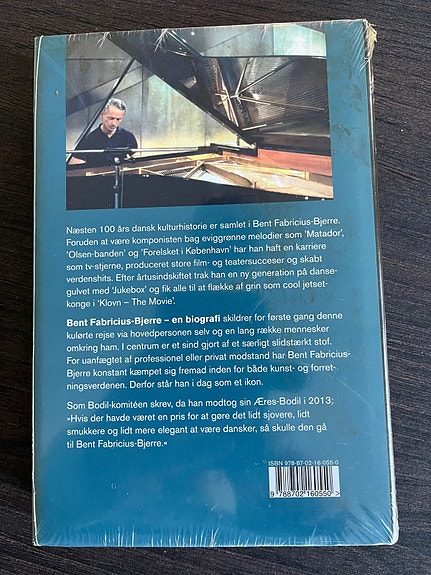 Næsten 100 års dansk kulturhistorie er samlet i Bent Fabricius-Bjerre.
Foruden at være komponisten bag eviggrønne melodier som 'Matador',
'Olsen-banden' og 'Forelsket i København' har han haft en karriere
som tv-stjerne, produceret store film- og teatersucceser og skabt
verdenshits. Efter årtusindskiftet trak han en ny generation på danse-
gulvet med 'Jukebox' og fik alle til at flække af grin som cool jetset-
konge i 'Klovn – The Movie'.
Bent Fabricius-Bjerre – en biografi skildrer for første gang denne
kulørte rejse via hovedpersonen selv og en lang række mennesker
omkring ham. I centrum er et sind gjort af et særligt slidstærkt stof.
For uanfægtet af professionel eller privat modstand har Bent Fabricius-
Bjerre konstant kæmpet sig fremad inden for både kunst- og forret-
ningsverdenen. Derfor står han i dag som et ikon.
Som Bodil-komitéen skrev, da han modtog sin Æres-Bodil i 2013;
»Hvis der havde været en pris for at gøre det lidt sjovere, lidt
smukkere og lidt mere elegant at være dansker, så skulle den gå
til Bent Fabricius-Bjerre.«
ISBN 978-87-02-16-055-0
9 788702 160550 >